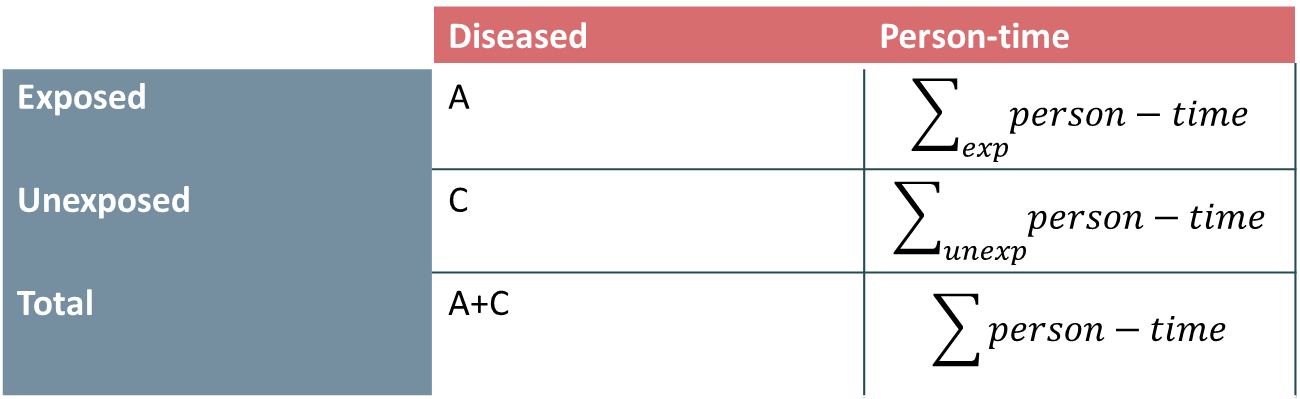 Diseased Person-time
Exposed A ∑exp person − time
Unexposed C ∑unexp person − time
Total A+C ∑ person − time